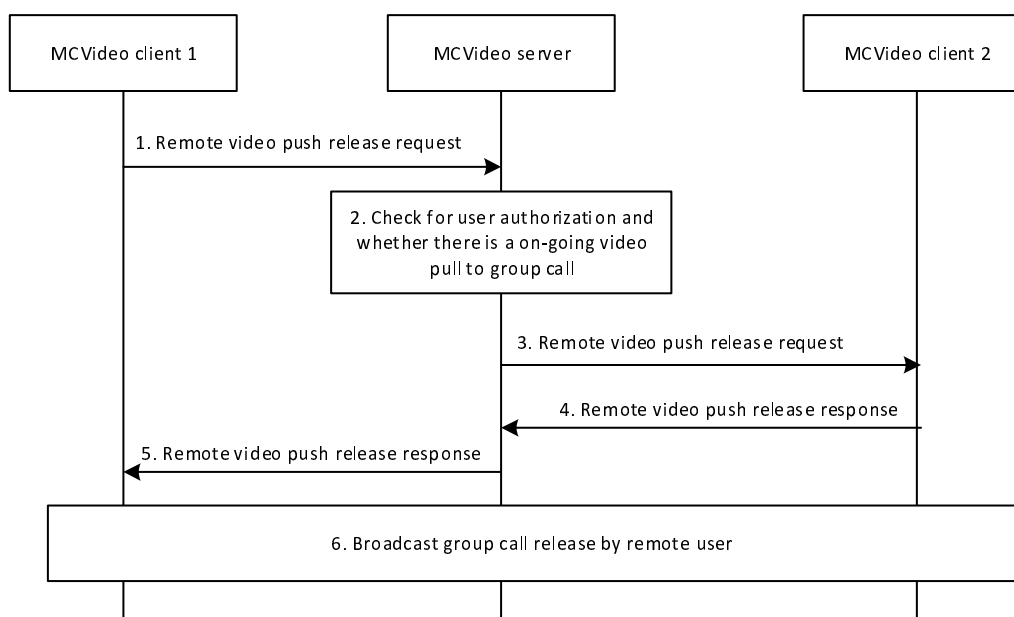 MCVideo client 1
MCVideo server
MCVideo client 2
1. Remote video push release request
2. Check for user authorization and
whether there is a on-going video
pull to group call
3. Remote video push release request
4. Remote video push release response
5. Remote video push release response
6. Broadcast group call release by remote user